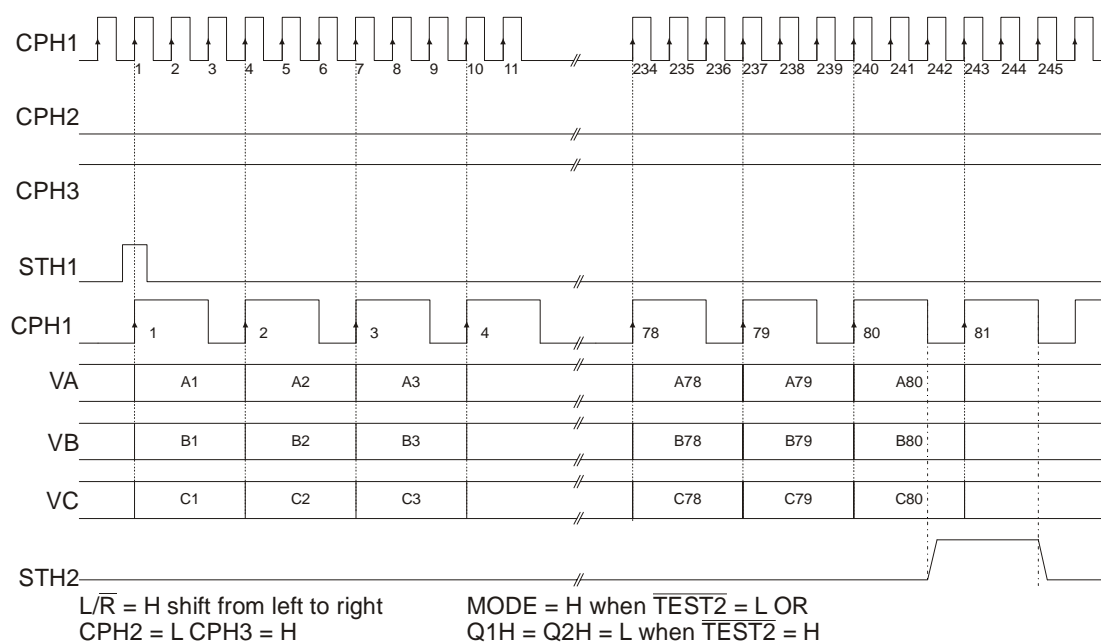 CPH1
1 2 3 4 5 6 7 8 9 10 11 234 235 236 237 238 239 240 241 242 243 244 245
CPH2
CPH3
STH1
CPH1 1 2 3 4 78 79 80 81
VA A1 A2 A3 A78 A79 A80
VB B1 B2 B3 B78 B79 B80
VC C1 C2 C3 C78 C79 C80
STH2
L/R̅ = H shift from left to right MODE = H when T̅E̅S̅T̅2̅ = L OR
CPH2 = L CPH3 = H Q1H = Q2H = L when T̅E̅S̅T̅2̅ = H